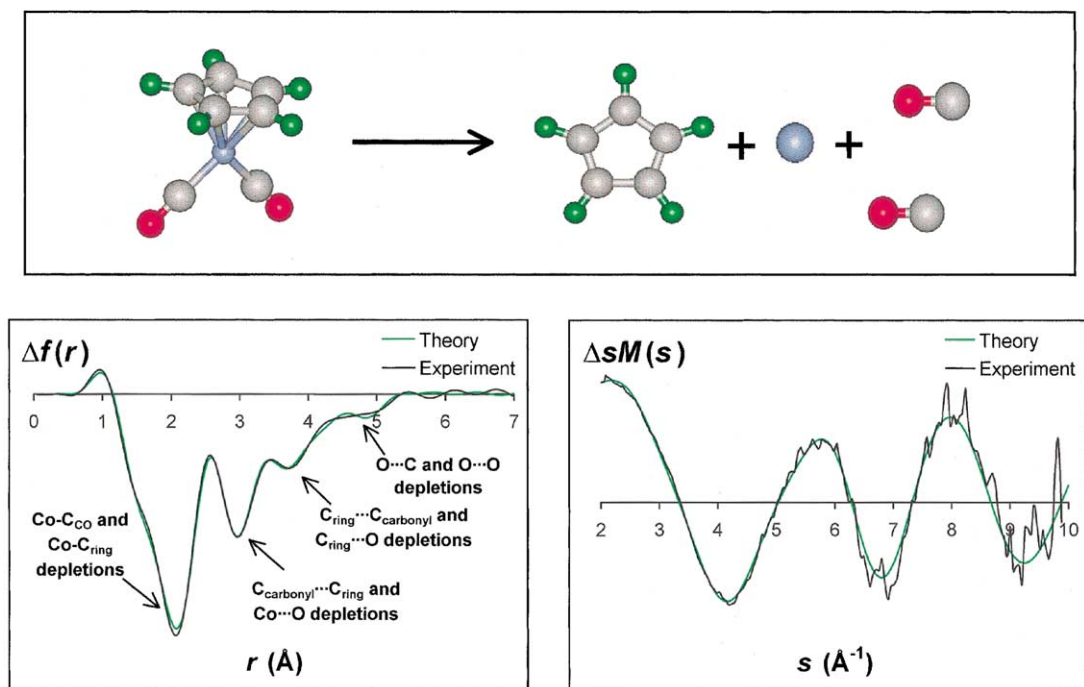 + +
Δf(r)
Theory
Experiment
0 1 2 3 4 5 6 7
O···C and O···O
depletions
C_ring···C_carbonyl and
C_ring···O depletions
Co-C_CO and
Co-C_ring
depletions
C_carbonyl···C_ring and
Co···O depletions
r (Å)
ΔsM(s)
Theory
Experiment
2 3 4 5 6 7 8 9 10
s (Å⁻¹)